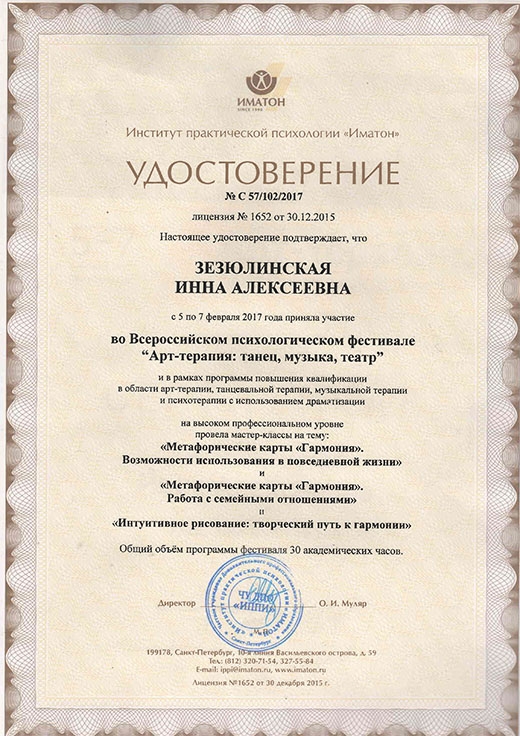 ИМАТОН
SINCE 1990
Институт практической психологии «Иматон»
УДОСТОВЕРЕНИЕ
№ С 57/102/2017
лицензия № 1652 от 30.12.2015
Настоящее удостоверение подтверждает, что
ЗЕЗЮЛИНСКАЯ
ИННА АЛЕКСЕЕВНА
с 5 по 7 февраля 2017 года приняла участие
во Всероссийском психологическом фестивале
“Арт-терапия: танец, музыка, театр”
и в рамках программы повышения квалификации
в области арт-терапии, танцевальной терапии, музыкальной терапии
и психотерапии с использованием драматизации
на высоком профессиональном уровне
провела мастер-классы на тему:
«Метафорические карты «Гармония».
Возможности использования в повседневной жизни»
и
«Метафорические карты «Гармония».
Работа с семейными отношениями»
и
«Интуитивное рисование: творческий путь к гармонии»
Общий объём программы фестиваля 30 академических часов.
ЧУ ДПО
«ИППИ»
Санкт-Петербург
Директор
О. И. Муляр
199178, Санкт-Петербург, 10-я линия Васильевского острова, д. 59
Тел.: (812) 320-71-54, 327-55-84
E-mail: ippi@imaton.ru, www.imaton.ru
Лицензия №1652 от 30 декабря 2015 г.